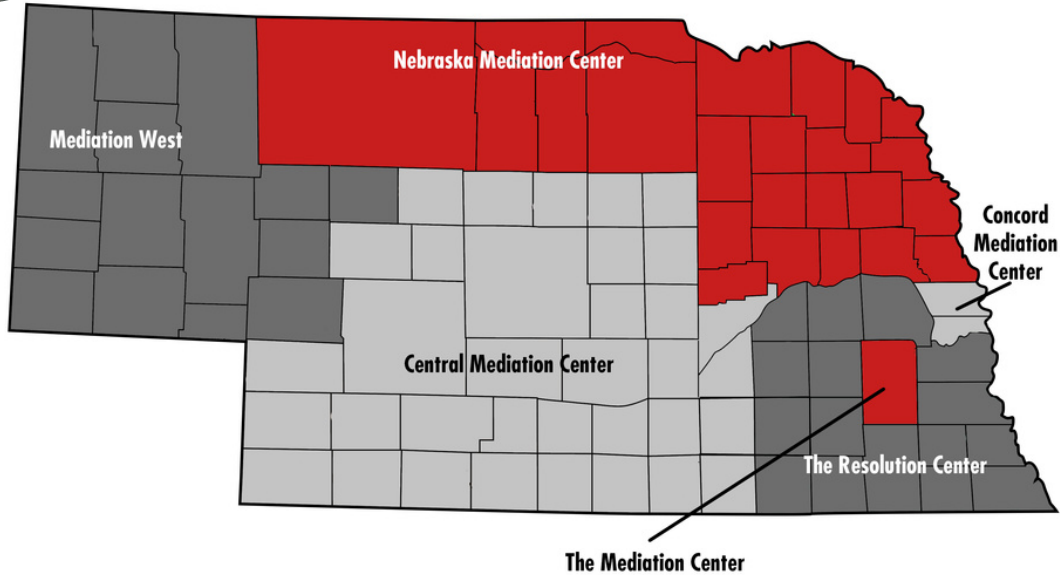 Nebraska Mediation Center
Mediation West
Concord
Mediation
Center
Central Mediation Center
The Resolution Center
The Mediation Center